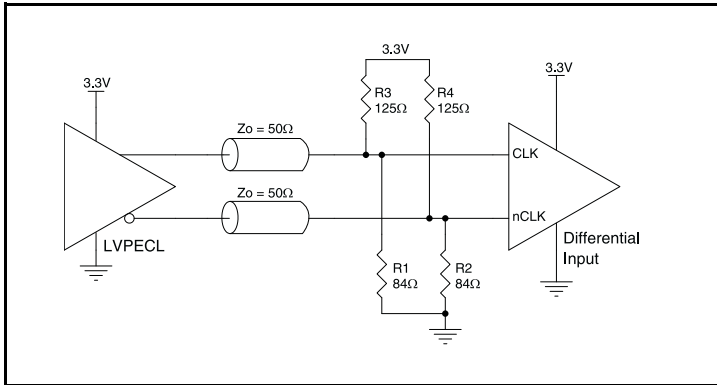 3.3V
3.3V
3.3V
R3
125Ω
R4
125Ω
Zo = 50Ω
CLK
Zo = 50Ω
nCLK
LVPECL
Differential
Input
R1
84Ω
R2
84Ω